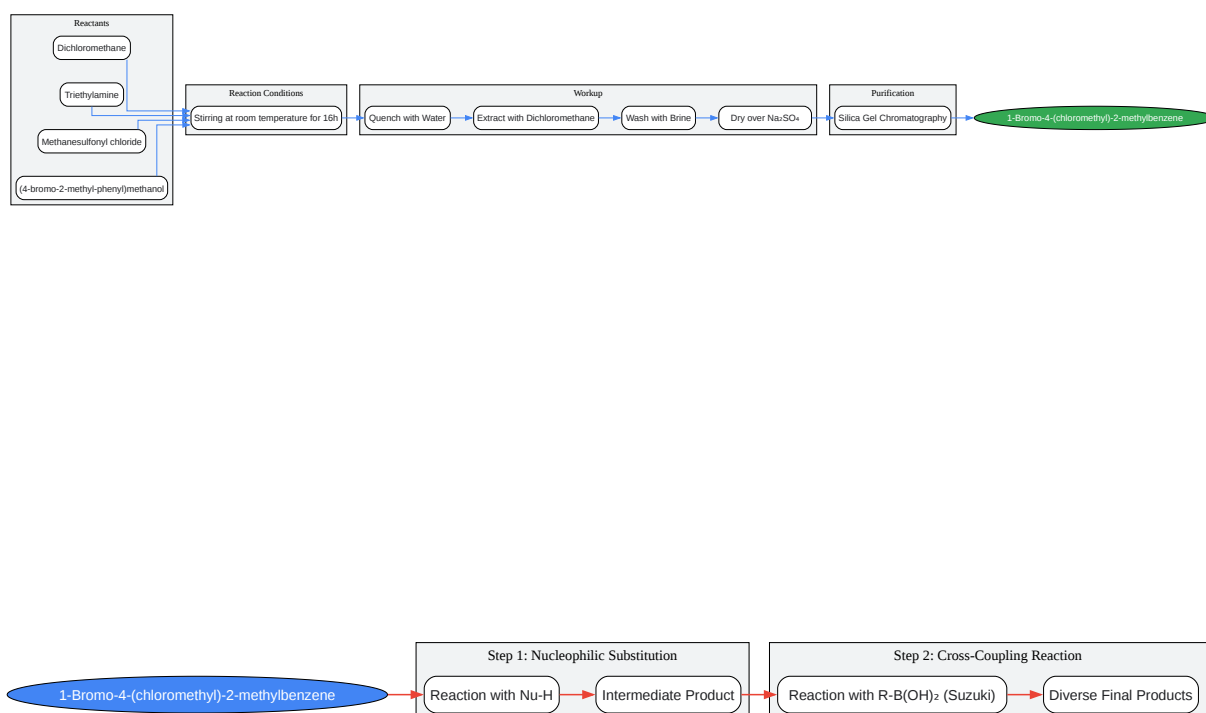 Reactants
Dichloromethane
Triethylamine
Methanesulfonyl chloride
(4-bromo-2-methyl-phenyl)methanol
Reaction Conditions
Stirring at room temperature for 16h
Workup
Quench with Water
Extract with Dichloromethane
Wash with Brine
Dry over Na₂SO₄
Purification
Silica Gel Chromatography
1-Bromo-4-(chloromethyl)-2-methylbenzene
1-Bromo-4-(chloromethyl)-2-methylbenzene
Step 1: Nucleophilic Substitution
Reaction with Nu-H
Intermediate Product
Step 2: Cross-Coupling Reaction
Reaction with R-B(OH)₂ (Suzuki)
Diverse Final Products